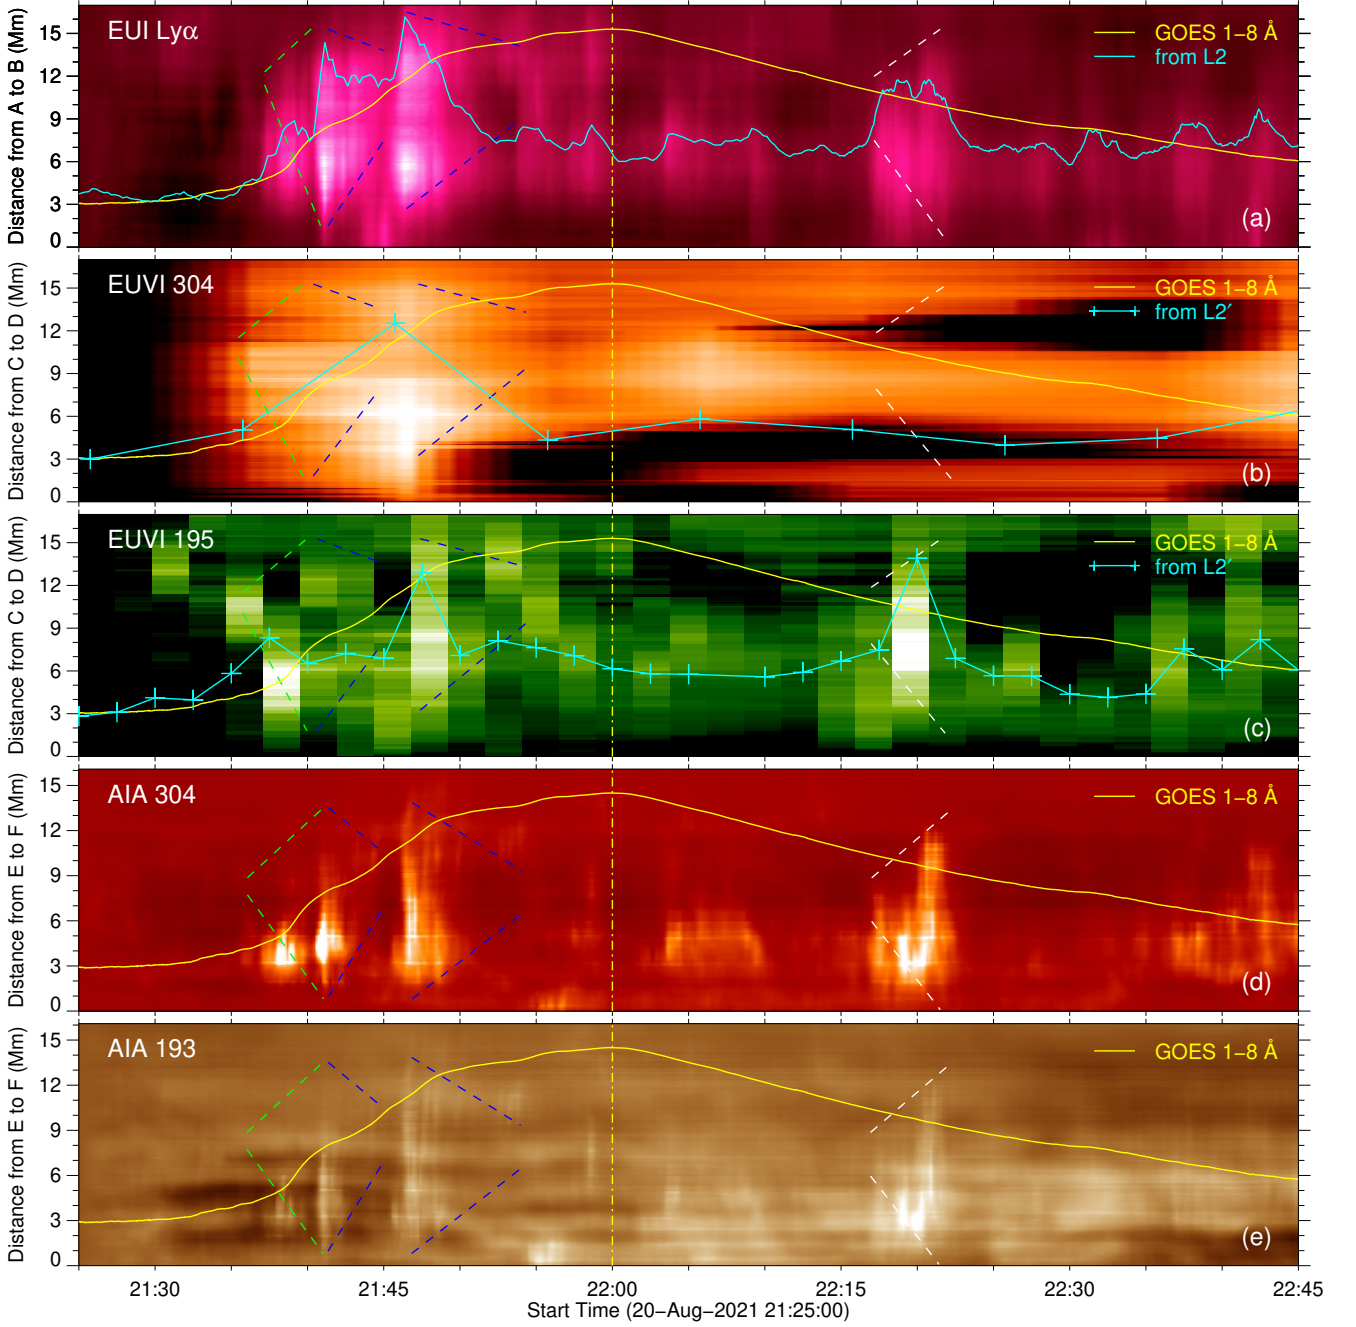 EUI Lyα
GOES 1−8 Å
from L2
(a)
Distance from A to B (Mm)
15
12
9
6
3
0
EUVI 304
GOES 1−8 Å
from L2′
(b)
Distance from C to D (Mm)
15
12
9
6
3
0
EUVI 195
GOES 1−8 Å
from L2′
(c)
Distance from C to D (Mm)
15
12
9
6
3
0
AIA 304
GOES 1−8 Å
(d)
Distance from E to F (Mm)
15
12
9
6
3
0
AIA 193
GOES 1−8 Å
(e)
Distance from E to F (Mm)
15
12
9
6
3
0
21:30 21:45 22:00 22:15 22:30 22:45
Start Time (20−Aug−2021 21:25:00)